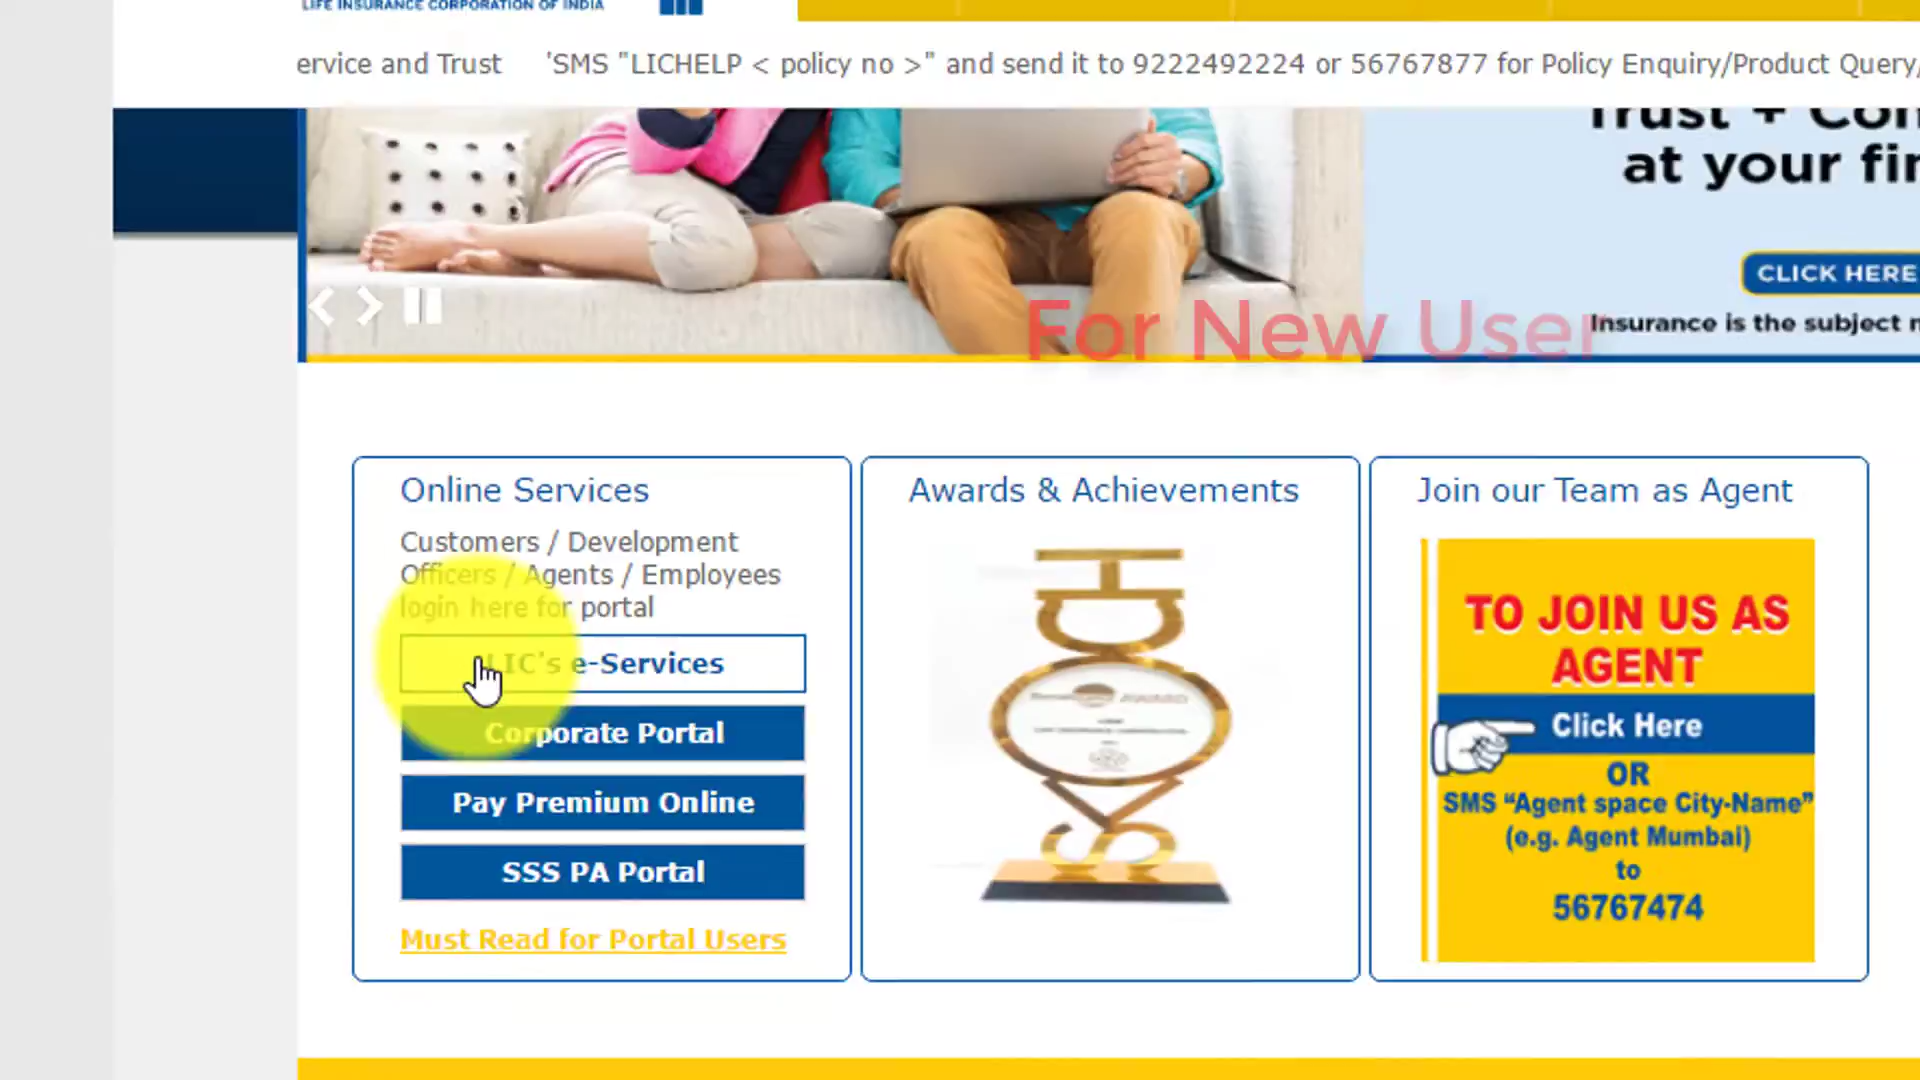 LIFE INSURANCE CORPORATION OF INDIA
ervice and Trust 'SMS "LICHELP < policy no >" and send it to 9222492224 or 56767877 for Policy Enquiry/Product Query/
Trust + Con
at your fin
CLICK HERE
Insurance is the subject
For New User
Online Services
Customers / Development
Officers / Agents / Employees
login here for portal
LIC's e-Services
Corporate Portal
Pay Premium Online
SSS PA Portal
Must Read for Portal Users
Awards & Achievements
Join our Team as Agent
TO JOIN US AS
AGENT
Click Here
OR
SMS “Agent space City-Name”
(e.g. Agent Mumbai)
to
56767474